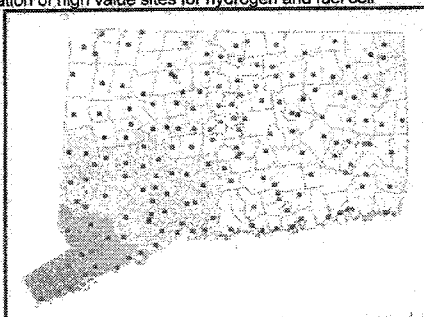 ation of high value sites for hydrogen and fuel cell